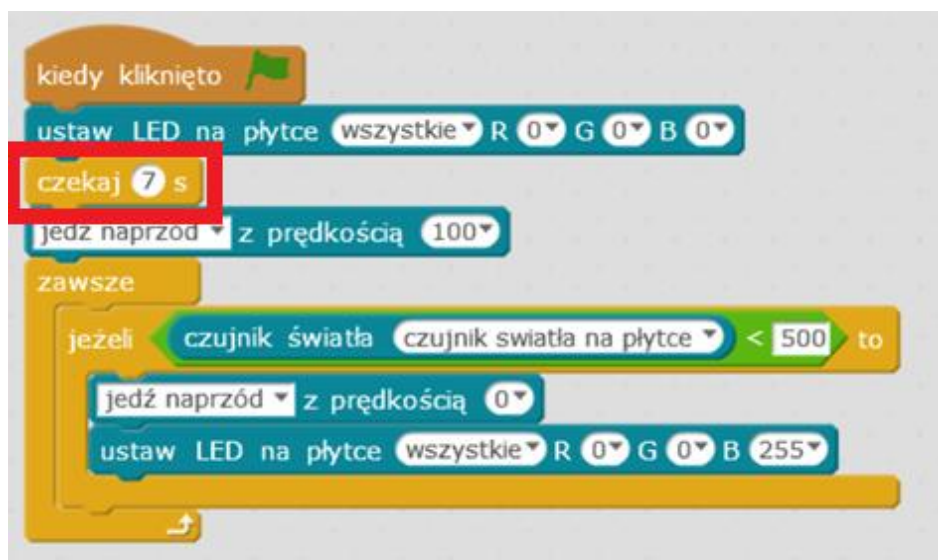 kiedy kliknięto
ustaw LED na płytce wszystkie R 0 G 0 B 0
czekaj 7 s
jedź naprzód z prędkością 100
zawsze
jeżeli czujnik światła czujnik swiatła na płytce < 500 to
jedź naprzód z prędkością 0
ustaw LED na płytce wszystkie R 0 G 0 B 255